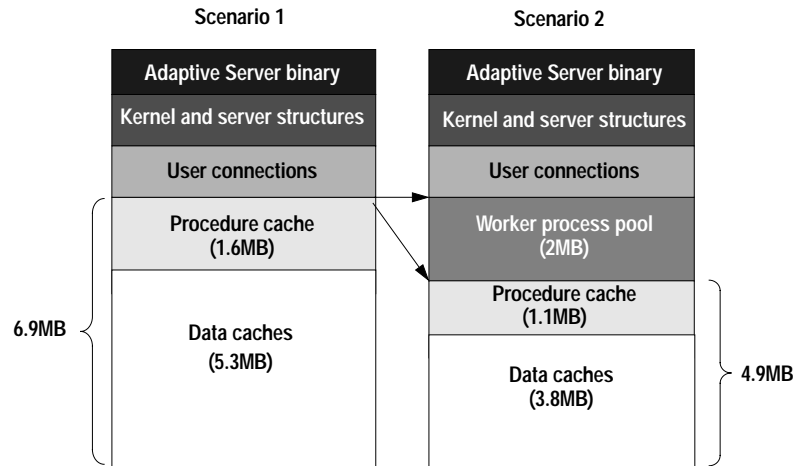 Scenario 1
Adaptive Server binary
Kernel and server structures
User connections
Procedure cache
(1.6MB)
Data caches
(5.3MB)
6.9MB
Scenario 2
Adaptive Server binary
Kernel and server structures
User connections
Worker process pool
(2MB)
Procedure cache
(1.1MB)
Data caches
(3.8MB)
4.9MB